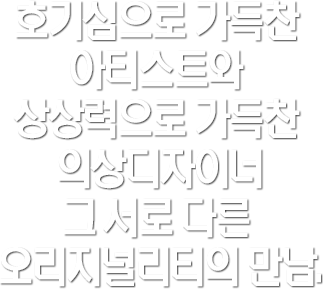 호기심으로 가득찬
아티스트와
상상력으로 가득찬
의상디자이너
그 서로 다른
오리지널리티의 만남.